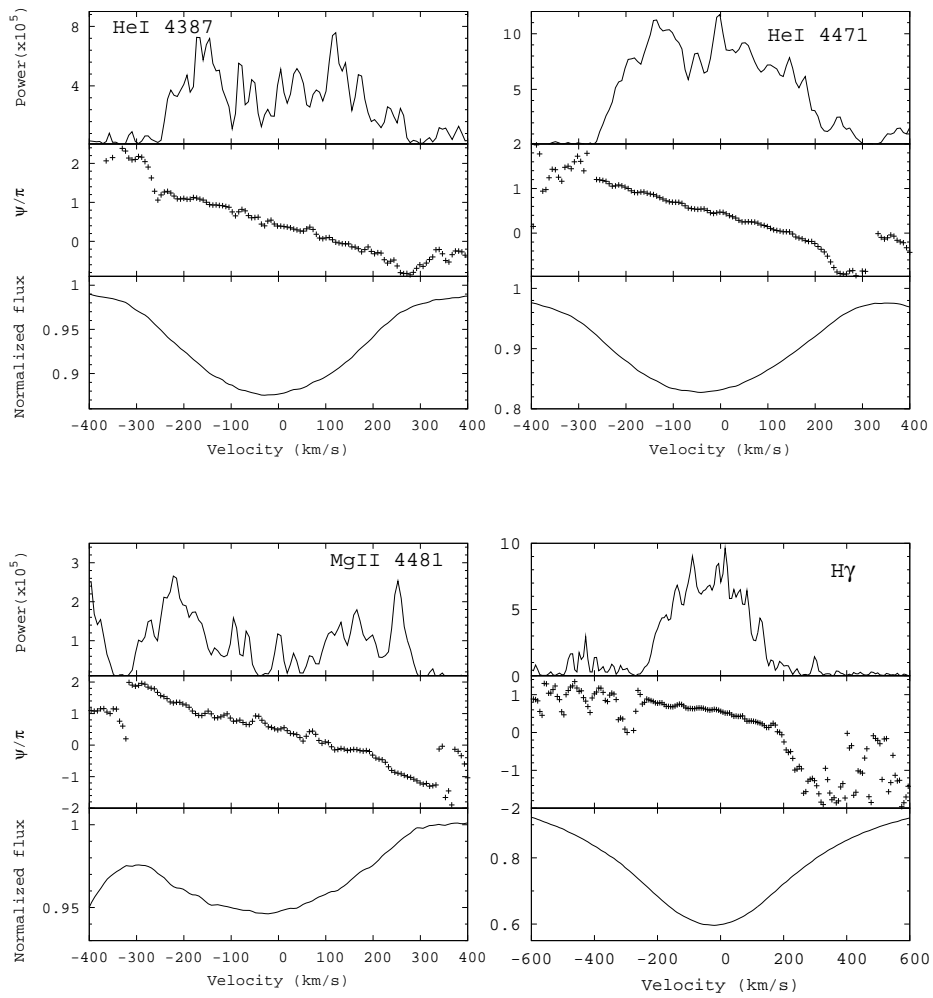 HeI 4387
Power(x10⁵)
8
4
ψ/π
2
1
0
Normalized flux
1
0.95
0.9
-400 -300 -200 -100 0 100 200 300 400
Velocity (km/s)
HeI 4471
10
5
0
2
1
0
1
0.9
0.8
-400 -300 -200 -100 0 100 200 300 400
Velocity (km/s)
MgII 4481
Power(x10⁵)
3
2
1
ψ/π
2
1
0
-1
-2
Normalized flux
1
0.95
-400 -300 -200 -100 0 100 200 300 400
Velocity (km/s)
Hγ
10
5
0
1
0
-1
-2
0.8
0.6
-600 -400 -200 0 200 400 600
Velocity (km/s)